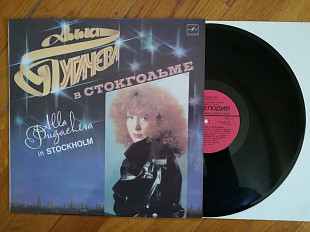 Алла
Пугачева
в СТОКГОЛЬМЕ
Alla
Pugacheva
in STOCKHOLM
МЕЛОДИЯ